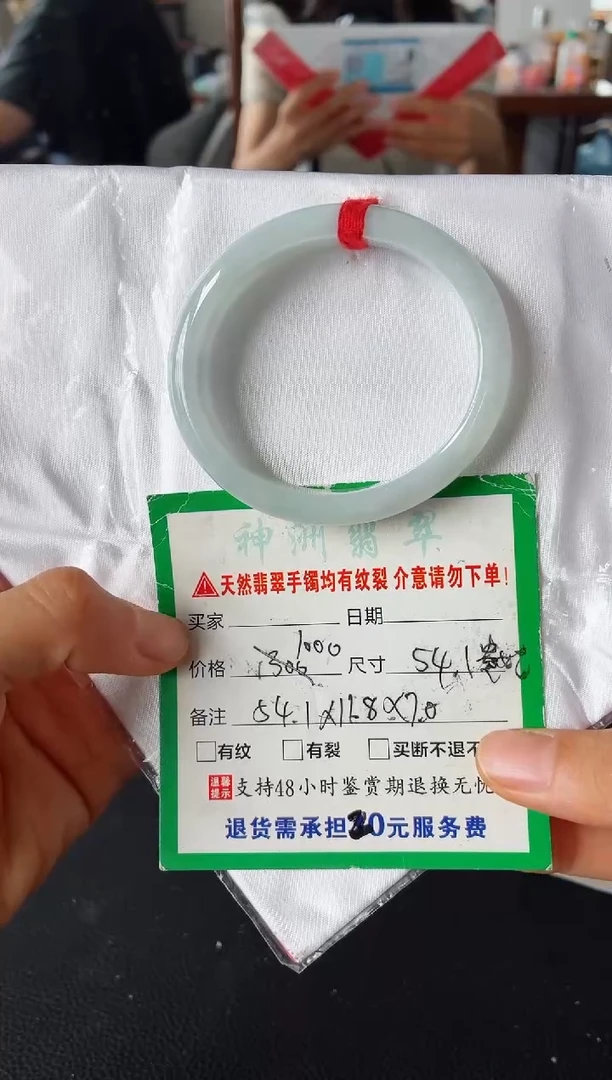 神洲翡翠
天然翡翠手镯均有纹裂 介意请勿下单!
买家 日期
1000
价格 1300 尺寸 54.1
备注 54.1X11.8X7.0
有纹 有裂 买断不退不
温馨提示 支持48小时鉴赏期退换无忧
退货需承担30元服务费